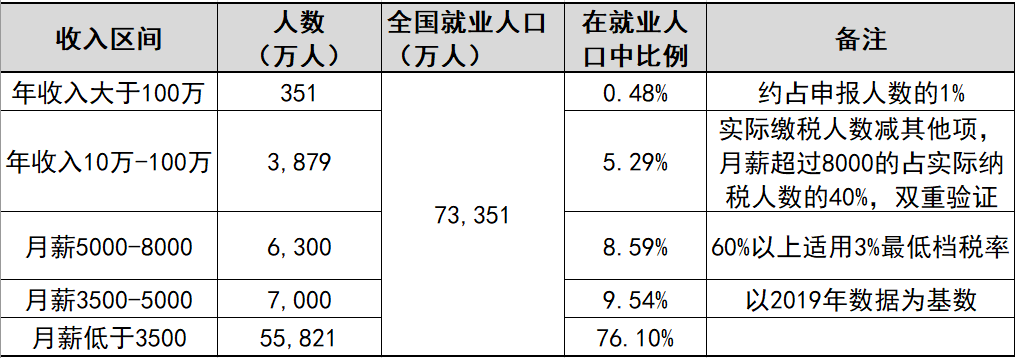 收入区间
人数
（万人）
全国就业人口
（万人）
在就业人
口中比例
备注
年收入大于100万
351
73,351
0.48%
约占申报人数的1%
年收入10万-100万
3,879
5.29%
实际缴税人数减其他项，
月薪超过8000的占实际纳
税人数的40%，双重验证
月薪5000-8000
6,300
8.59%
60%以上适用3%最低档税率
月薪3500-5000
7,000
9.54%
以2019年数据为基数
月薪低于3500
55,821
76.10%